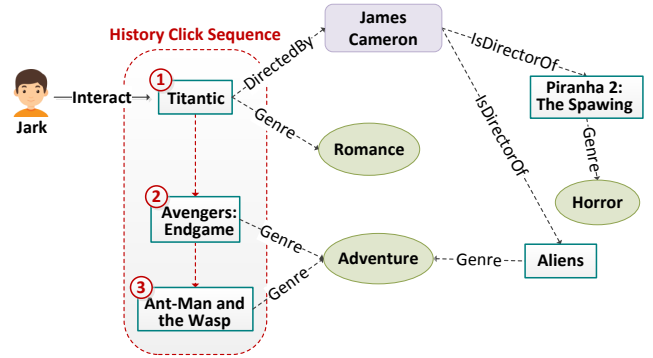 History Click Sequence
James
Cameron
DirectedBy
IsDirectorOf
Jark
Interact
1
Titantic
Genre
Romance
IsDirectorOf
Piranha 2:
The Spawing
Genre
Horror
2
Avengers:
Endgame
Genre
Adventure
Genre
Aliens
3
Ant-Man and
the Wasp
Genre